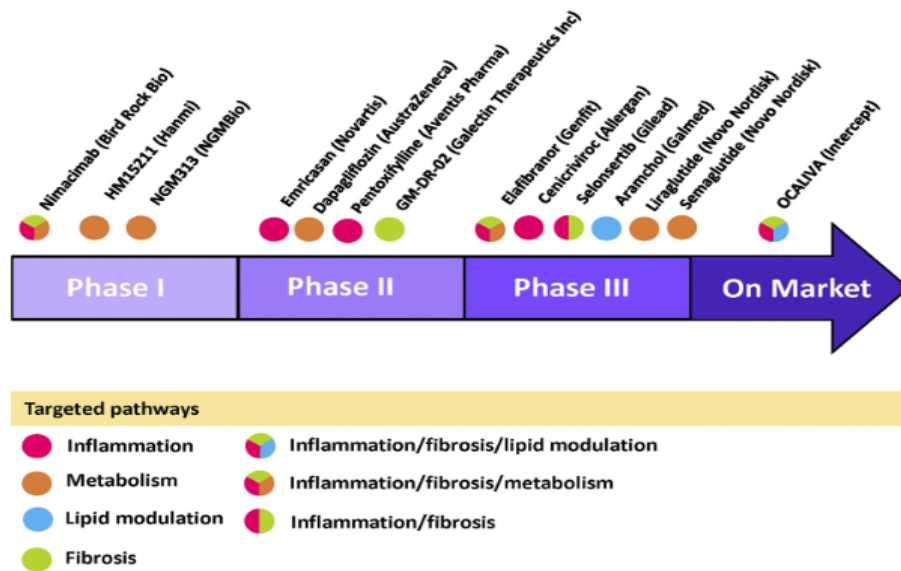 Nimacimab (Bird Rock Bio)
HM15211 (Hanmi)
NGM313 (NGMBio)
Emricasan (Novartis)
Dapagliflozin (AustraZeneca)
Pentoxifylline (Aventis Pharma)
GM-DR-02 (Galectin Therapeutics Inc)
Elafibranor (Genfit)
Cenicriviroc (Allergan)
Selonsertib (Gilead)
Aramchol (Galmed)
Liraglutide (Novo Nordisk)
Semaglutide (Novo Nordisk)
OCALIVA (Intercept)
Phase I
Phase II
Phase III
On Market
Targeted pathways
Inflammation
Metabolism
Lipid modulation
Fibrosis
Inflammation/fibrosis/lipid modulation
Inflammation/fibrosis/metabolism
Inflammation/fibrosis